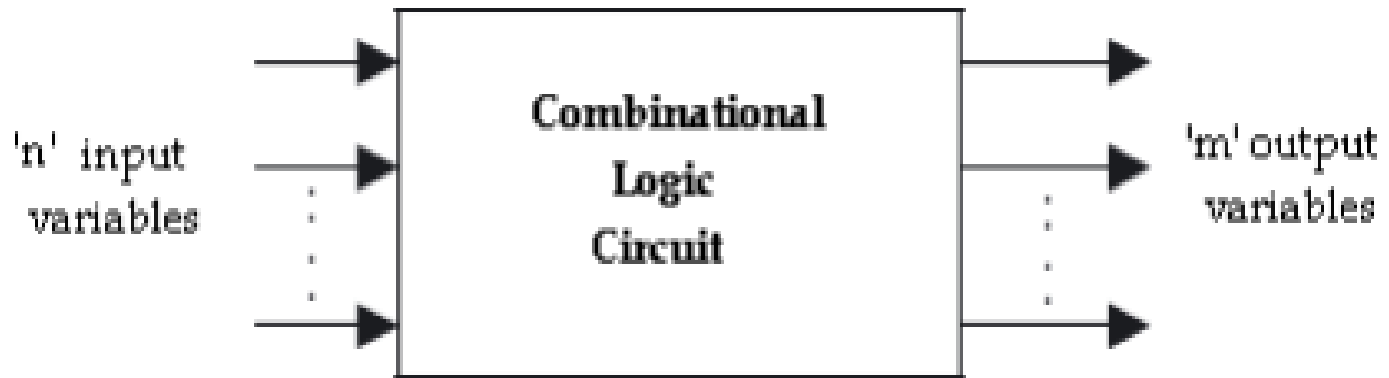 'n' input
variables
Combinational
Logic
Circuit
'm' output
variables